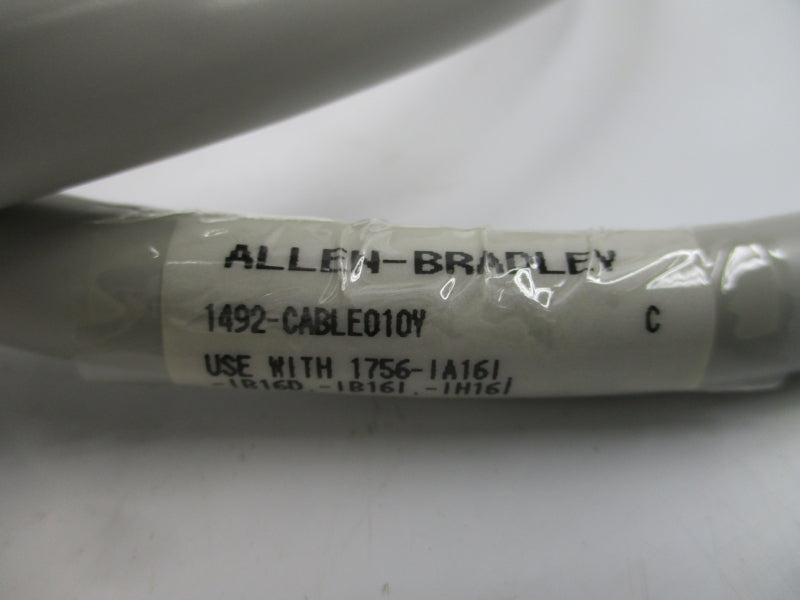 ALLEN-BRADLEY
1492-CABLE010Y C
USE WITH 1756-IA16I
-IB16D, -IB16I, -IH16I